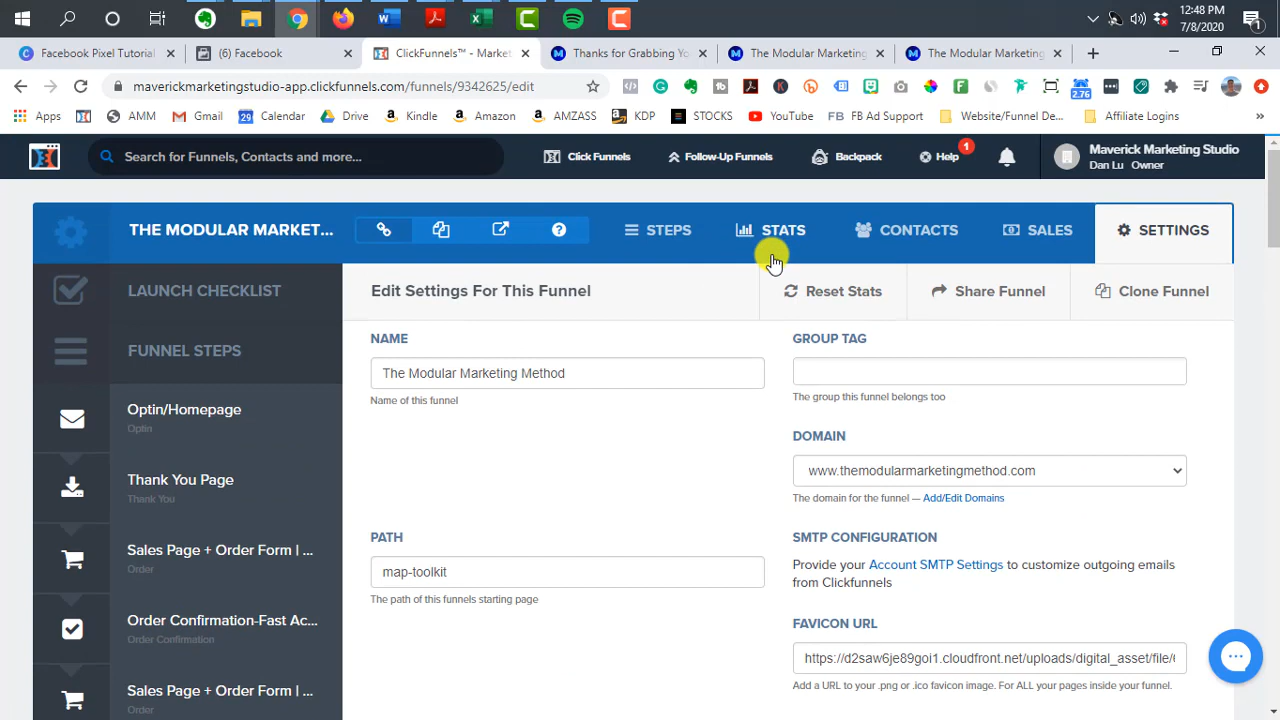 12:48 PM
7/8/2020
Facebook Pixel Tutorial
(6) Facebook
ClickFunnels™ - Market
Thanks for Grabbing Yo
The Modular Marketing
The Modular Marketing
maverickmarketingstudio-app.clickfunnels.com/funnels/9342625/edit
2.76
Apps
AMM
Gmail
Calendar
Drive
Kindle
Amazon
AMZASS
KDP
STOCKS
YouTube
FB Ad Support
Website/Funnel De...
Affiliate Logins
Search for Funnels, Contacts and more...
Click Funnels
Follow-Up Funnels
Backpack
Help
1
Maverick Marketing Studio
Dan Lu Owner
THE MODULAR MARKET...
STEPS
STATS
CONTACTS
SALES
SETTINGS
LAUNCH CHECKLIST
FUNNEL STEPS
Optin/Homepage
Optin
Thank You Page
Thank You
Sales Page + Order Form | ...
Order
Order Confirmation-Fast Ac...
Order Confirmation
Sales Page + Order Form | ...
Order
Edit Settings For This Funnel
Reset Stats
Share Funnel
Clone Funnel
NAME
The Modular Marketing Method
Name of this funnel
GROUP TAG
The group this funnel belongs too
DOMAIN
www.themodularmarketingmethod.com
The domain for the funnel — Add/Edit Domains
PATH
map-toolkit
The path of this funnels starting page
SMTP CONFIGURATION
Provide your Account SMTP Settings to customize outgoing emails
from Clickfunnels
FAVICON URL
https://d2saw6je89goi1.cloudfront.net/uploads/digital_asset/file/
Add a URL to your .png or .ico favicon image. For ALL your pages inside your funnel.